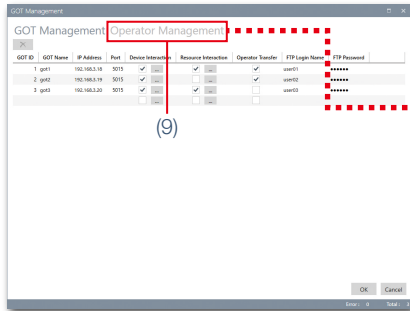 GOT Management
GOT Management Operator Management
GOT ID GOT Name IP Address Port Device Interaction Resource Interaction Operator Transfer FTP Login Name FTP Password
1 got1 192.168.3.18 5015 ... ... user01 ••••••
2 got2 192.168.3.19 5015 ... ... user02 ••••••
3 got3 192.168.3.20 5015 ... ... user03 ••••••
... ...
(9)
OK Cancel
Error: 0 Total: 3